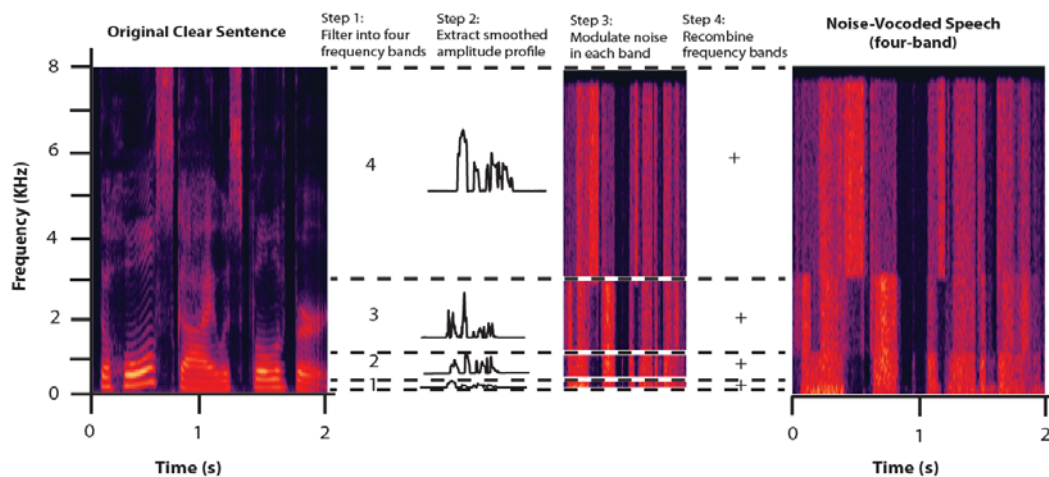 Original Clear Sentence
Step 1:
Filter into four
frequency bands
Step 2:
Extract smoothed
amplitude profile
Step 3:
Modulate noise
in each band
Step 4:
Recombine
frequency bands
Noise-Vocoded Speech
(four-band)
Frequency (KHz)
8
6
4
2
0
4
3
2
1
+
+
+
+
0
1
2
Time (s)
0
1
2
Time (s)